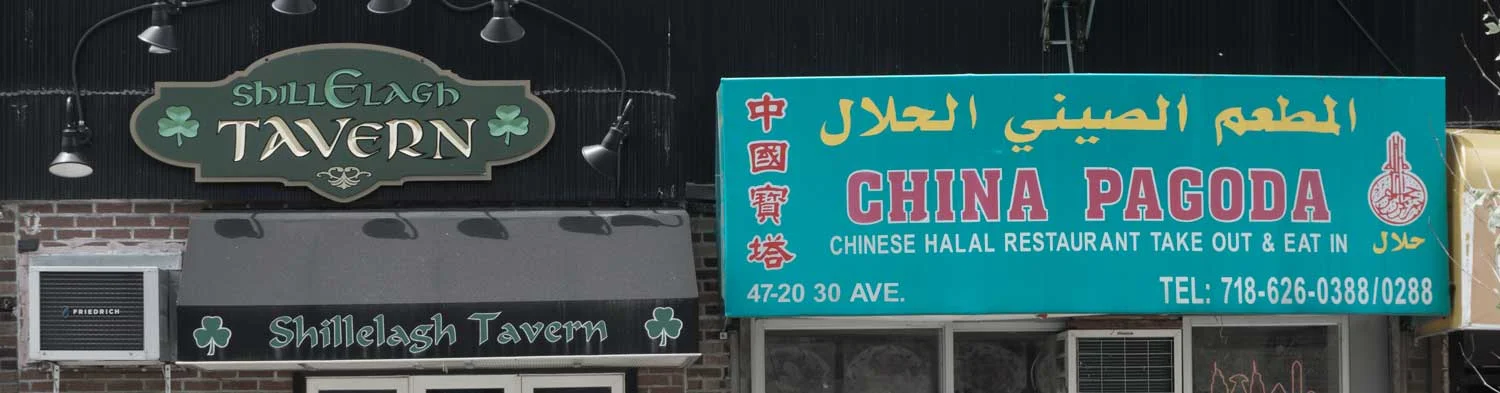 ShillElagh
TAVERN
FRIEDRICH
Shillelagh Tavern
中國寶塔
المطعم الصيني الحلال
CHINA PAGODA
CHINESE HALAL RESTAURANT TAKE OUT & EAT IN
حلال
47-20 30 AVE.
TEL: 718-626-0388/0288